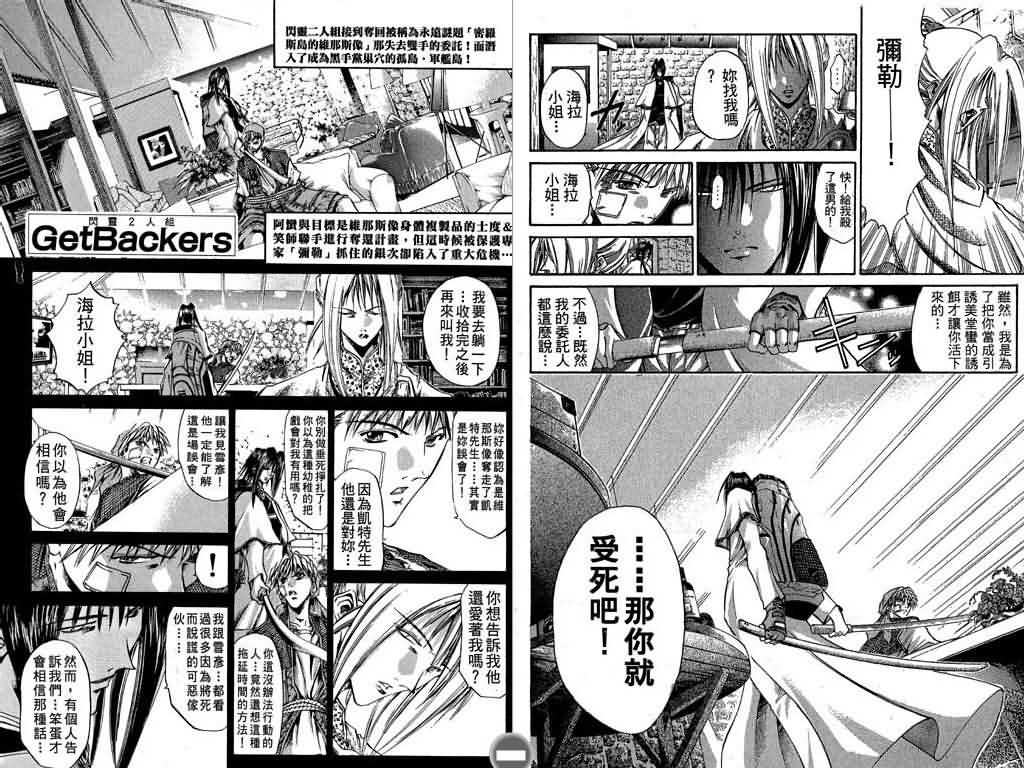 彌勒——！
妳找我嗎
？
海拉
小姐…
快！給我殺
了這男的！
…
海拉
小姐…
雖然，我是為
了把你當成引
誘美堂蠻的誘
餌才讓你活下
來的…
不過…既然
我的委託人
都這麼說…
……那你就
受死吧！
閃靈二人組接到奪回被稱為永遠謎題「密羅
斯島的維那斯像」那失去雙手的委託！而潛
入了成為黑手黨巢穴的孤島、軍艦島！
閃靈2人組
GetBackers
阿蠻與目標是維那斯像身體複製品的士度&
笑師聯手進行奪還計畫，但這時候被保護專
家「彌勒」抓住的銀次卻陷入了重大危機…
我要去躺一下
…收拾完之後
再來叫我！
海拉小姐！
妳好像認為是維
那斯像奪走了凱
特先生……其實
是妳誤會了！
因為凱特先生
他還是對妳…
你別做垂死掙扎了！
你以為這種幼稚的把
戲會對我有用嗎？
讓我見雪彥
他一定能了解
這是場誤會…
你以為他會
相信嗎？
你想告訴我他
還愛著我嗎？
你這沒辦法行動的
人…竟然還想這種
拖延時間的方法！
！
我跟雪彥…都看
過很多因為將死
而說謊的可惡傢
伙…
然而，有個人告
訴我們…笨蛋才
會相信那種話…